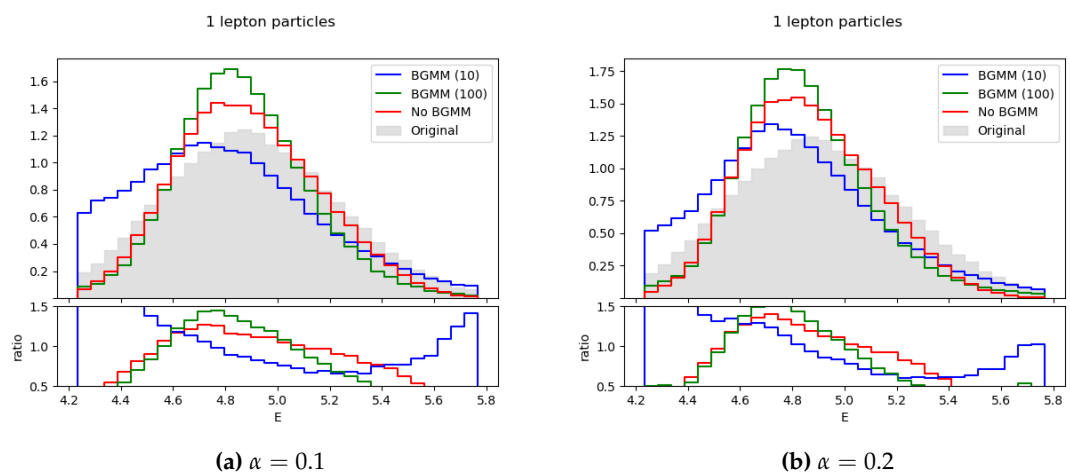 1 lepton particles
BGMM (10)
BGMM (100)
No BGMM
Original
1.6
1.4
1.2
1.0
0.8
0.6
0.4
0.2
1.5
1.0
0.5
ratio
4.2 4.4 4.6 4.8 5.0 5.2 5.4 5.6 5.8
E
(a) α = 0.1
1 lepton particles
BGMM (10)
BGMM (100)
No BGMM
Original
1.75
1.50
1.25
1.00
0.75
0.50
0.25
1.5
1.0
0.5
ratio
4.2 4.4 4.6 4.8 5.0 5.2 5.4 5.6 5.8
E
(b) α = 0.2